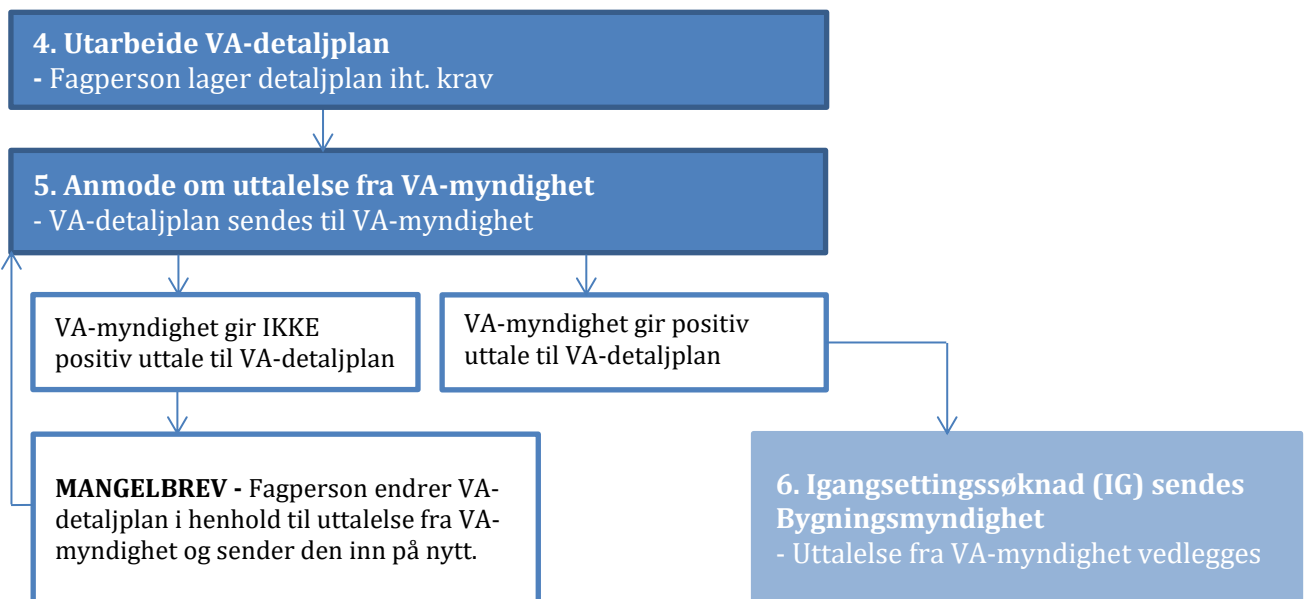 4. Utarbeide VA-detaljplan
- Fagperson lager detaljplan iht. krav
5. Anmode om uttalelse fra VA-myndighet
- VA-detaljplan sendes til VA-myndighet
VA-myndighet gir IKKE
positiv uttale til VA-detaljplan
VA-myndighet gir positiv
uttale til VA-detaljplan
MANGELBREV - Fagperson endrer VA-
detaljplan i henhold til uttalelse fra VA-
myndighet og sender den inn på nytt.
6. Igangsettingssøknad (IG) sendes
Bygningsmyndighet
- Uttalelse fra VA-myndighet vedlegges